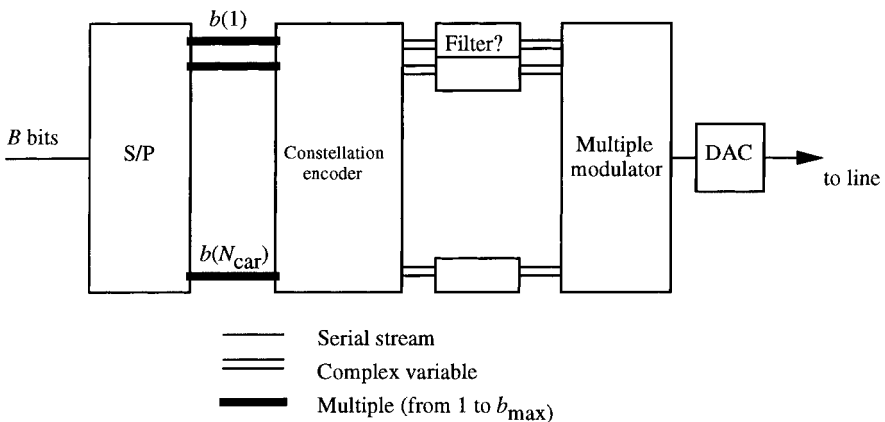 b(1)
Filter?
B bits
S/P
Constellation
encoder
Multiple
modulator
DAC
to line
b(N_car)
Serial stream
Complex variable
Multiple (from 1 to b_max)